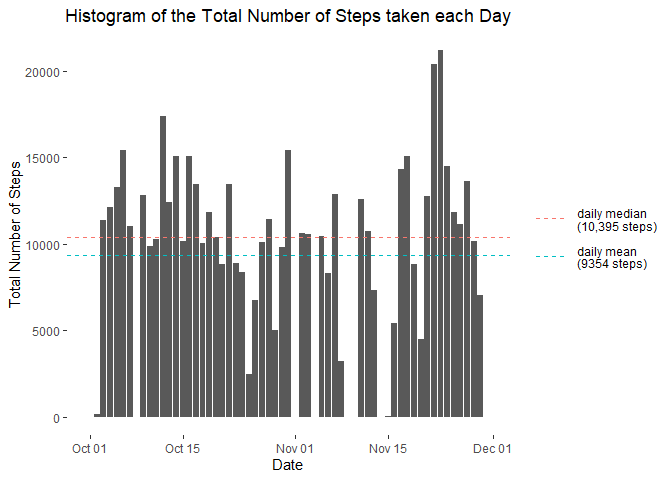 Histogram of the Total Number of Steps taken each Day
Total Number of Steps
20000
15000
10000
5000
0
Oct 01
Oct 15
Nov 01
Nov 15
Dec 01
Date
daily median
(10,395 steps)
daily mean
(9354 steps)